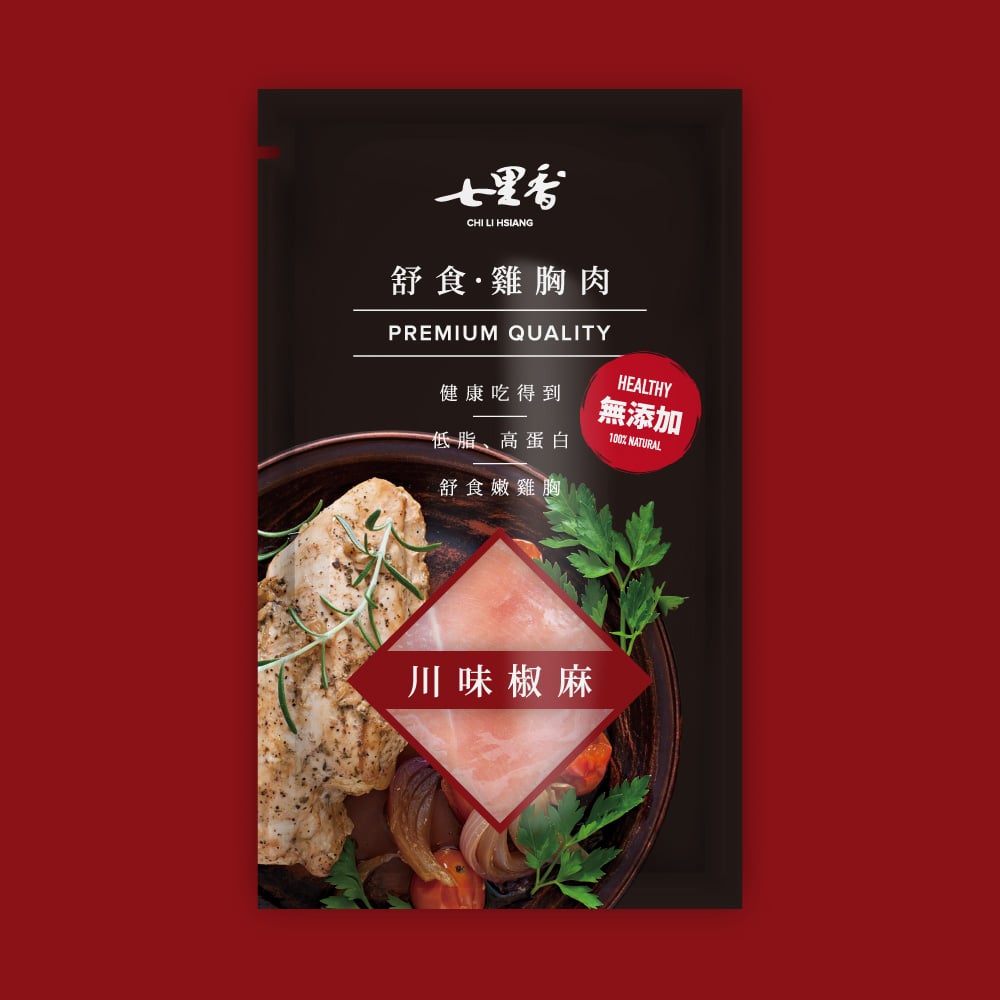 七里香
CHI LI HSIANG
舒食·雞胸肉
PREMIUM QUALITY
健康吃得到
低脂、高蛋白
舒食嫩雞胸
HEALTHY
無添加
100% NATURAL
川味椒麻